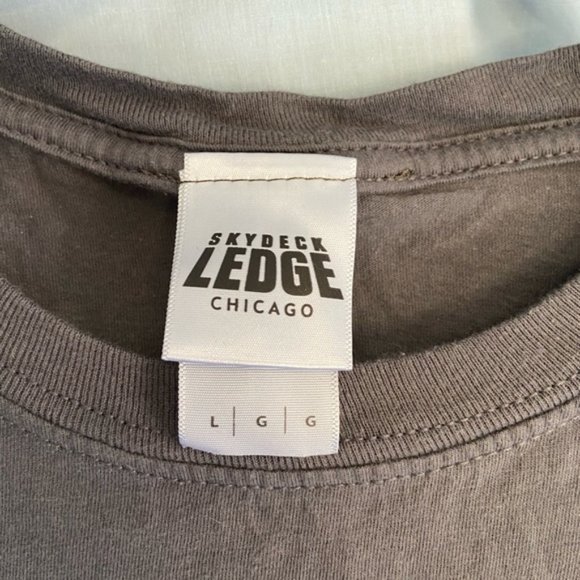 SKYDECK
LEDGE
CHICAGO
L | G | G